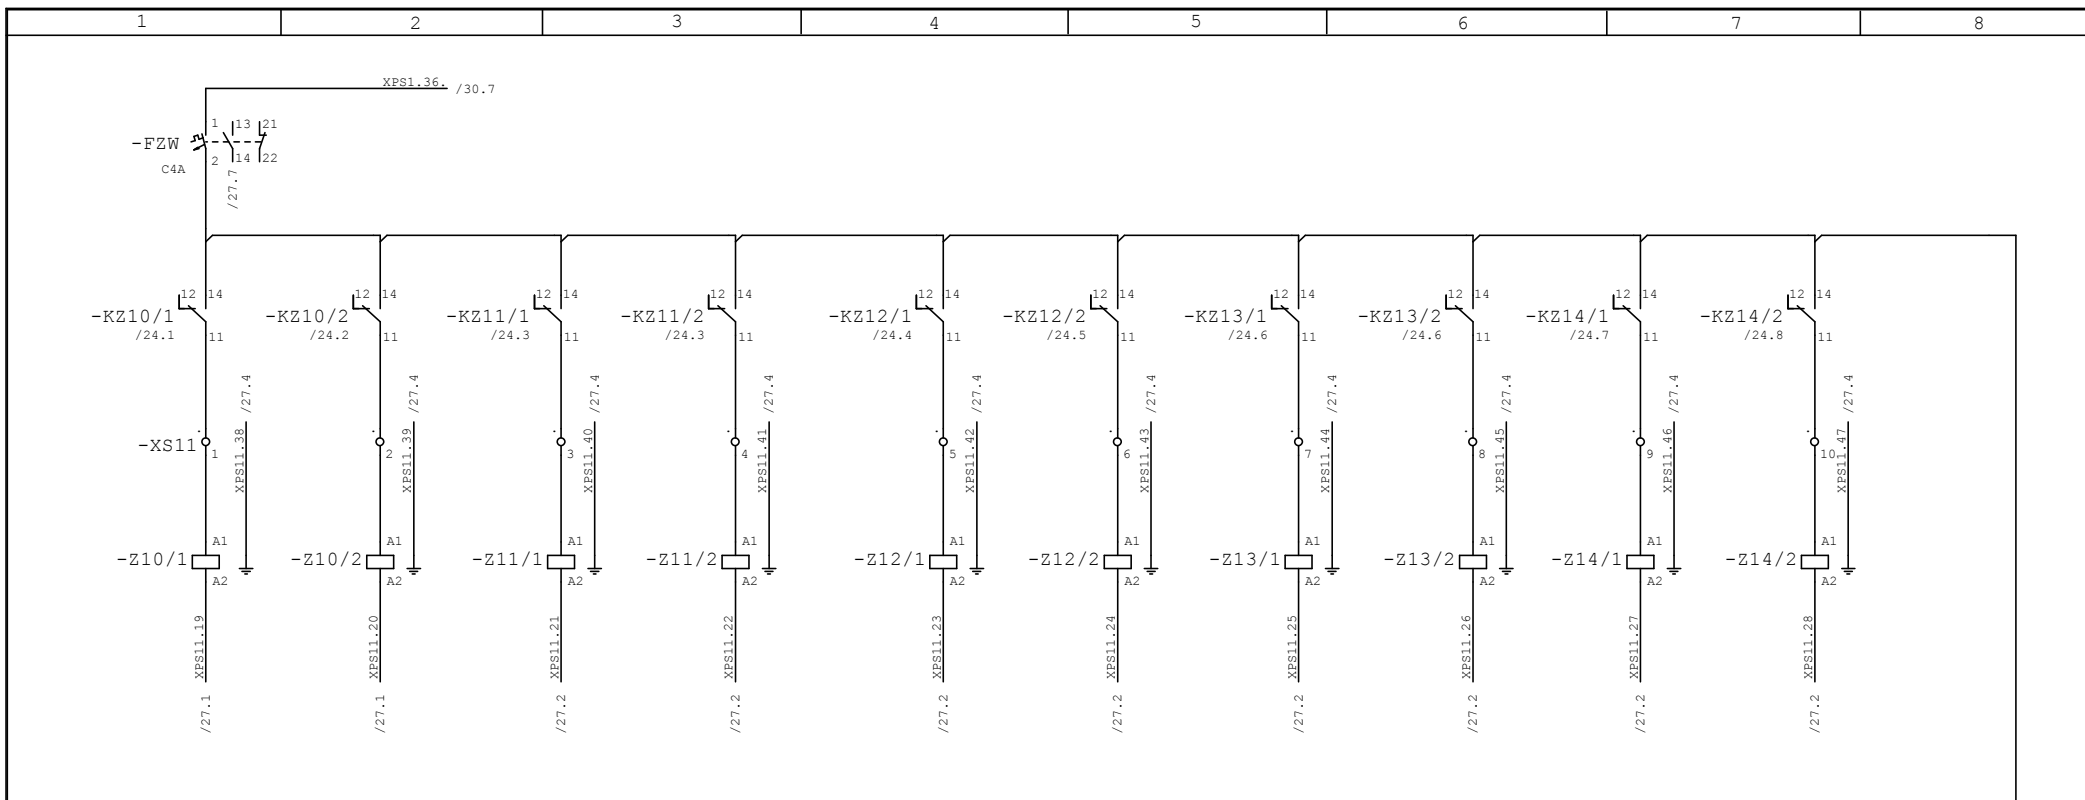 1 2 3 4 5 6 7 8
XPS1.36. /30.7
1 13 21
-FZW
2 14 22
C4A
/27.7
12 14 12 14 12 14 12 14 12 14 12 14 12 14 12 14 12 14 12 14
-KZ10/1 -KZ10/2 -KZ11/1 -KZ11/2 -KZ12/1 -KZ12/2 -KZ13/1 -KZ13/2 -KZ14/1 -KZ14/2
/24.1 11 /24.2 11 /24.3 11 /24.3 11 /24.4 11 /24.5 11 /24.6 11 /24.6 11 /24.7 11 /24.8 11
/27.4 /27.4 /27.4 /27.4 /27.4 /27.4 /27.4 /27.4 /27.4 /27.4
-XS11 1 2 3 4 5 6 7 8 9 10
XPS11.38 XPS11.39 XPS11.40 XPS11.41 XPS11.42 XPS11.43 XPS11.44 XPS11.45 XPS11.46 XPS11.47
A1 A1 A1 A1 A1 A1 A1 A1 A1 A1
-Z10/1 -Z10/2 -Z11/1 -Z11/2 -Z12/1 -Z12/2 -Z13/1 -Z13/2 -Z14/1 -Z14/2
A2 A2 A2 A2 A2 A2 A2 A2 A2 A2
XPS11.19 XPS11.20 XPS11.21 XPS11.22 XPS11.23 XPS11.24 XPS11.25 XPS11.26 XPS11.27 XPS11.28
/27.1 /27.1 /27.2 /27.2 /27.2 /27.2 /27.2 /27.2 /27.2 /27.2